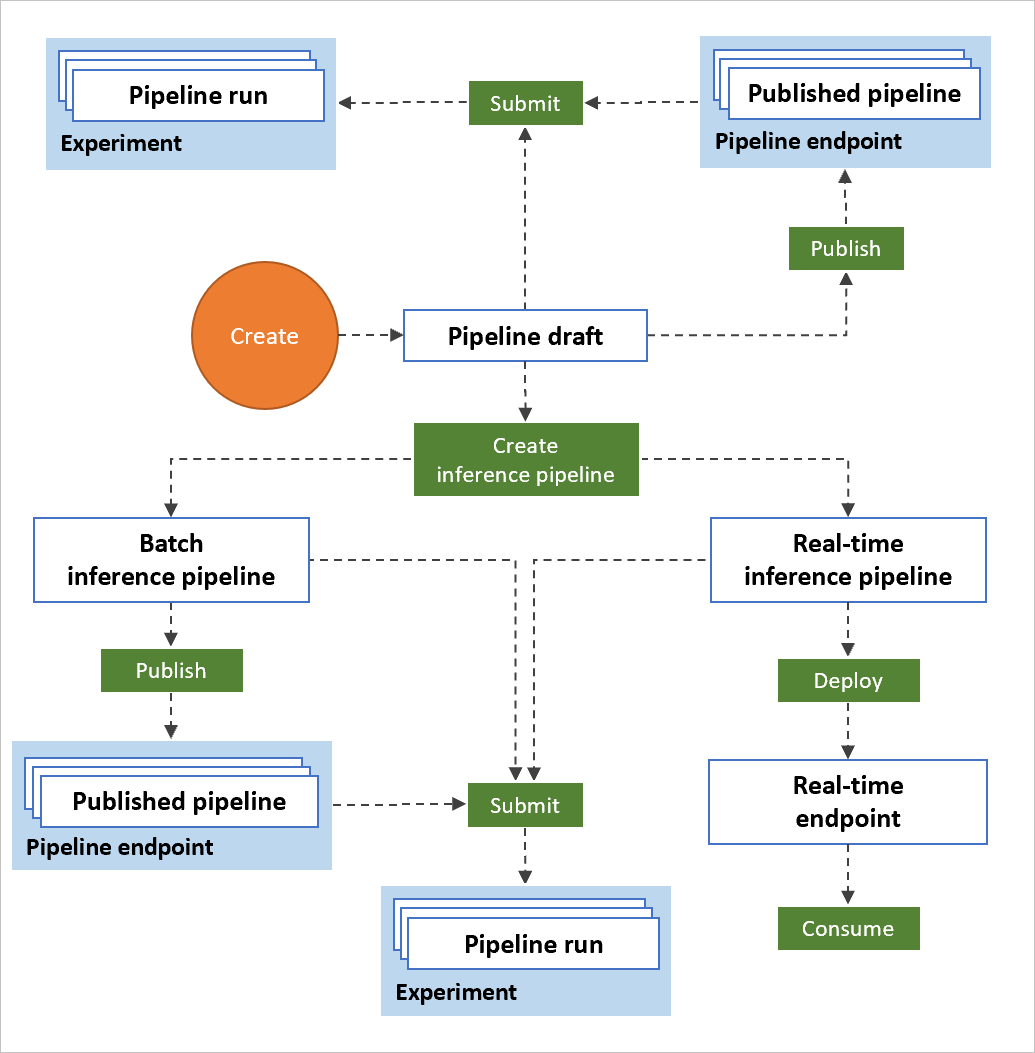 Pipeline run
Experiment
Submit
Published pipeline
Pipeline endpoint
Publish
Create
Pipeline draft
Create
inference pipeline
Batch
inference pipeline
Real-time
inference pipeline
Publish
Deploy
Published pipeline
Pipeline endpoint
Submit
Real-time
endpoint
Pipeline run
Experiment
Consume